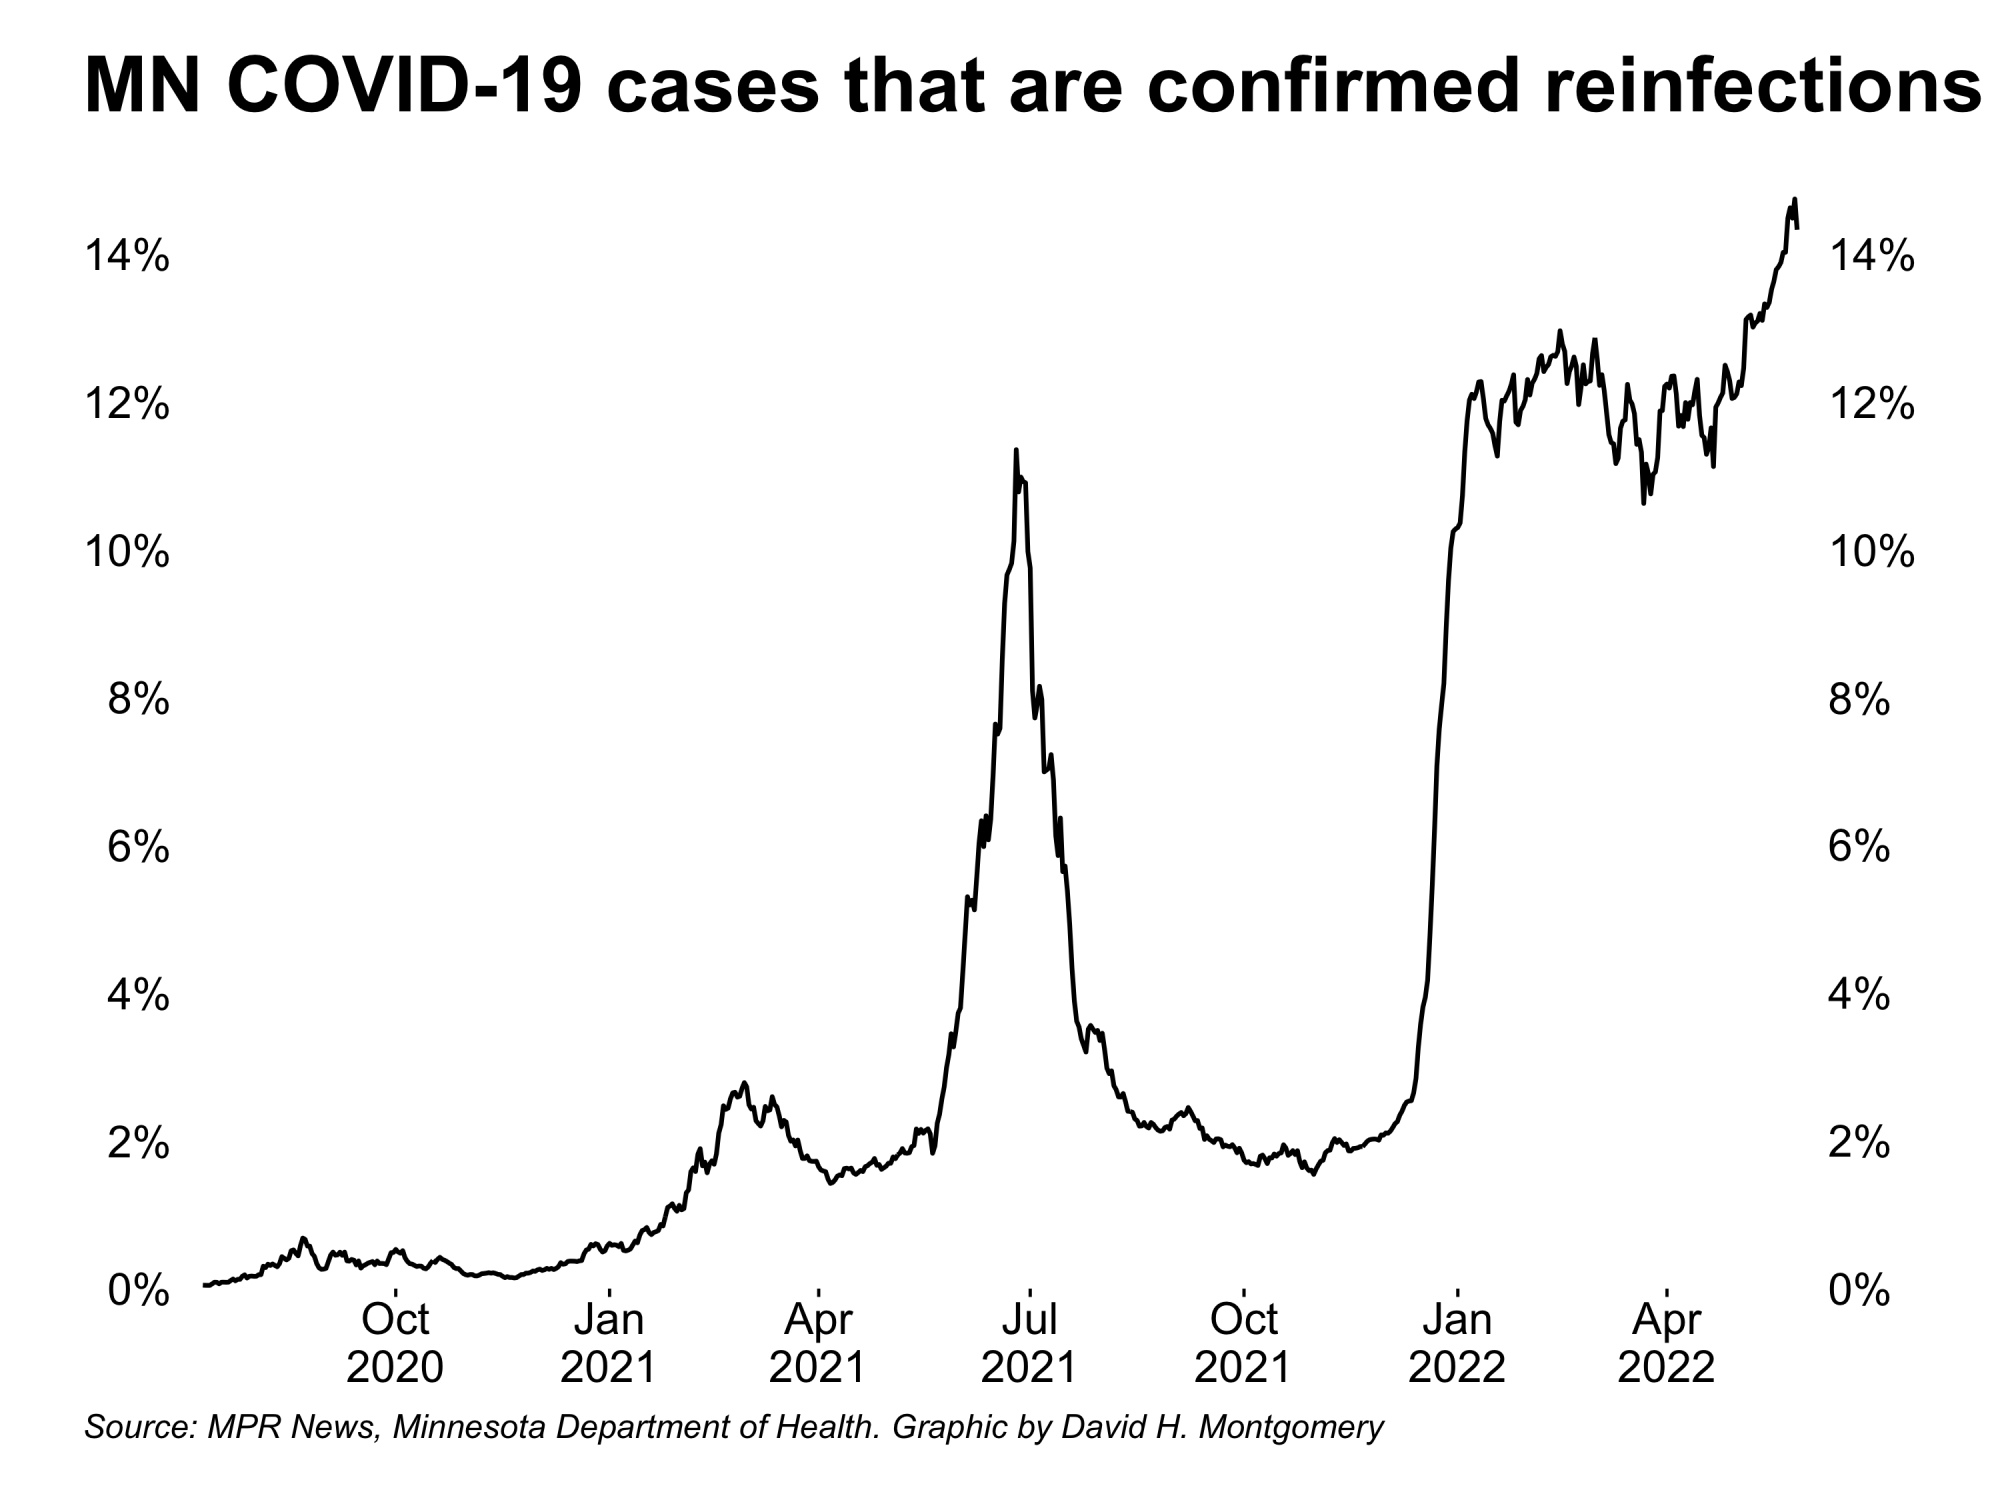 MN COVID-19 cases that are confirmed reinfections
14% 14%
12% 12%
10% 10%
8% 8%
6% 6%
4% 4%
2% 2%
0% 0%
Oct Jan Apr Jul Oct Jan Apr
2020 2021 2021 2021 2021 2022 2022
Source: MPR News, Minnesota Department of Health. Graphic by David H. Montgomery